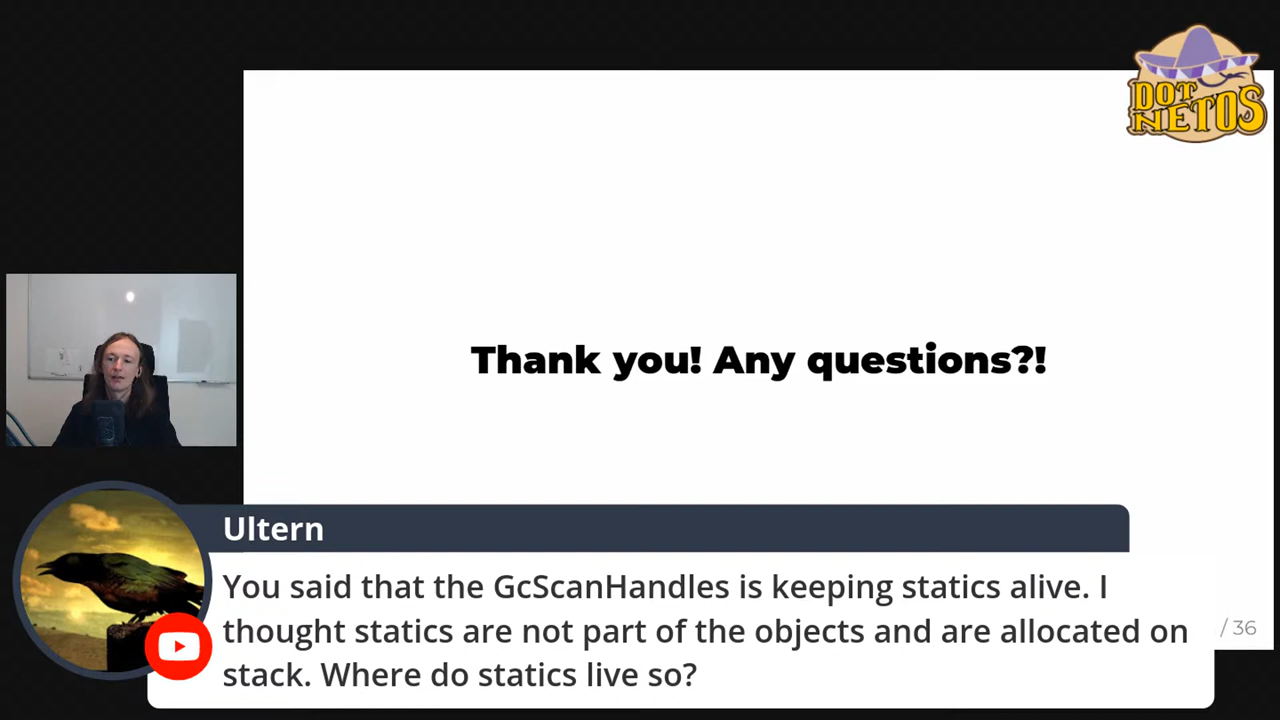 DOT
NETOS
Thank you! Any questions?!
Ultern
You said that the GcScanHandles is keeping statics alive. I
thought statics are not part of the objects and are allocated on
stack. Where do statics live so?
/ 36